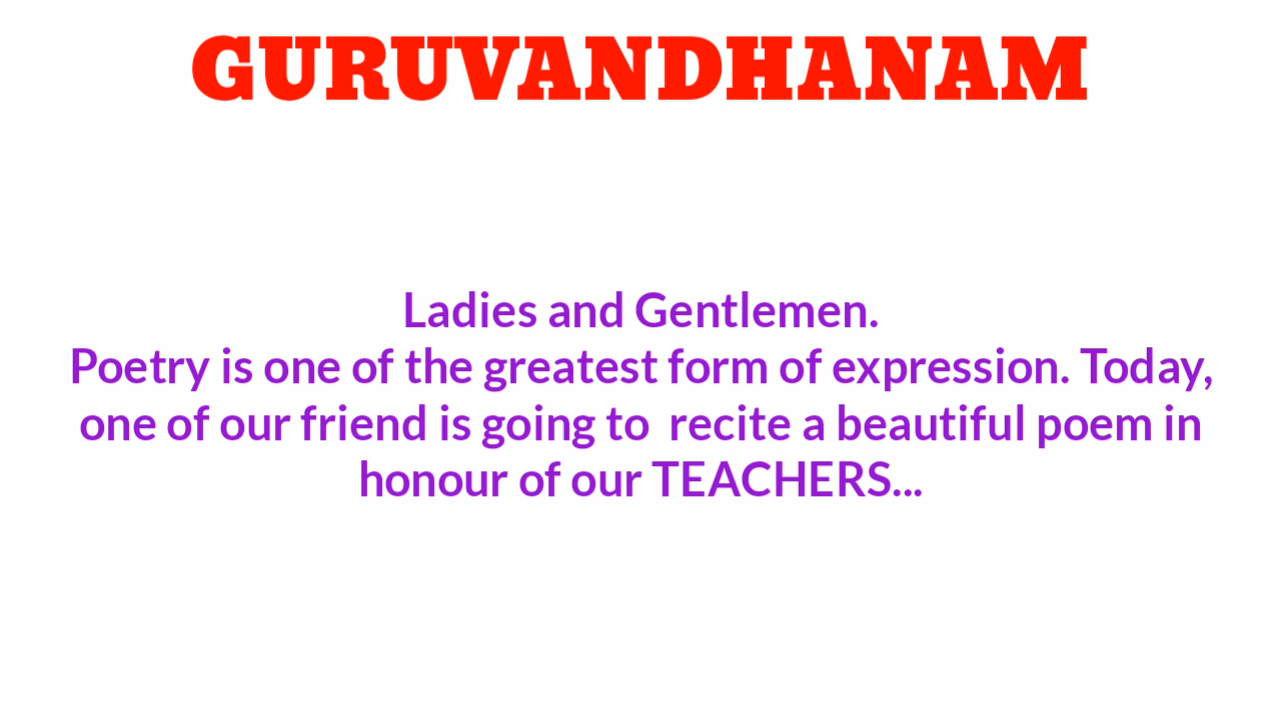 GURUVANDHANAM
Ladies and Gentlemen.
Poetry is one of the greatest form of expression. Today,
one of our friend is going to  recite a beautiful poem in
honour of our TEACHERS...